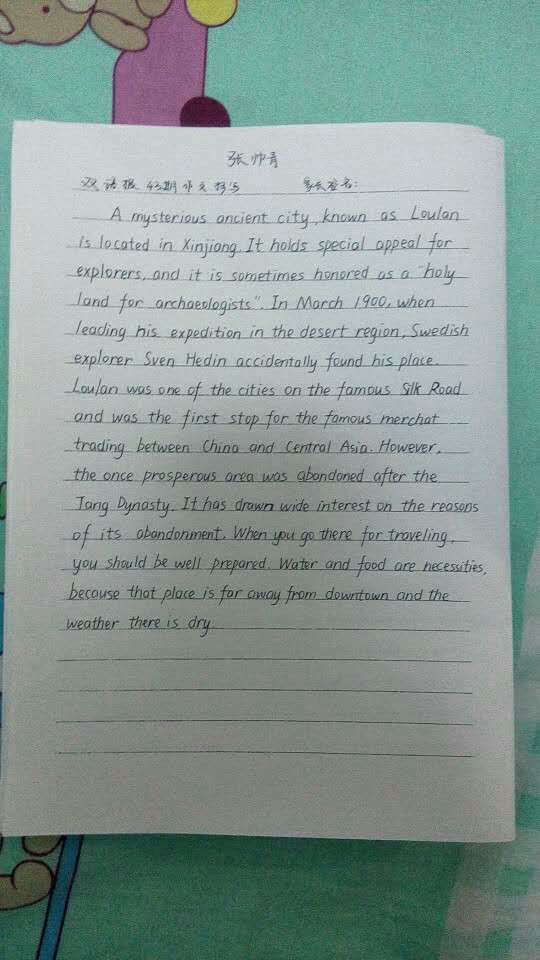 张帅青
双语报 43期作文抄写 家长签名:
A mysterious ancient city, known as Loulan
is located in Xinjiang. It holds special appeal for
explorers, and it is sometimes honored as a "holy
land for archaeologists". In March 1900, when
leading his expedition in the desert region, Swedish
explorer Sven Hedin accidentally found his place.
Loulan was one of the cities on the famous Silk Road
and was the first stop for the famous merchat
trading between China and Central Asia. However,
the once prosperous area was abandoned after the
Tang Dynasty. It has drawn wide interest on the reasons
of its abandonment. When you go there for traveling,
you should be well prepared. Water and food are necessities,
because that place is far away from downtown and the
weather there is dry.